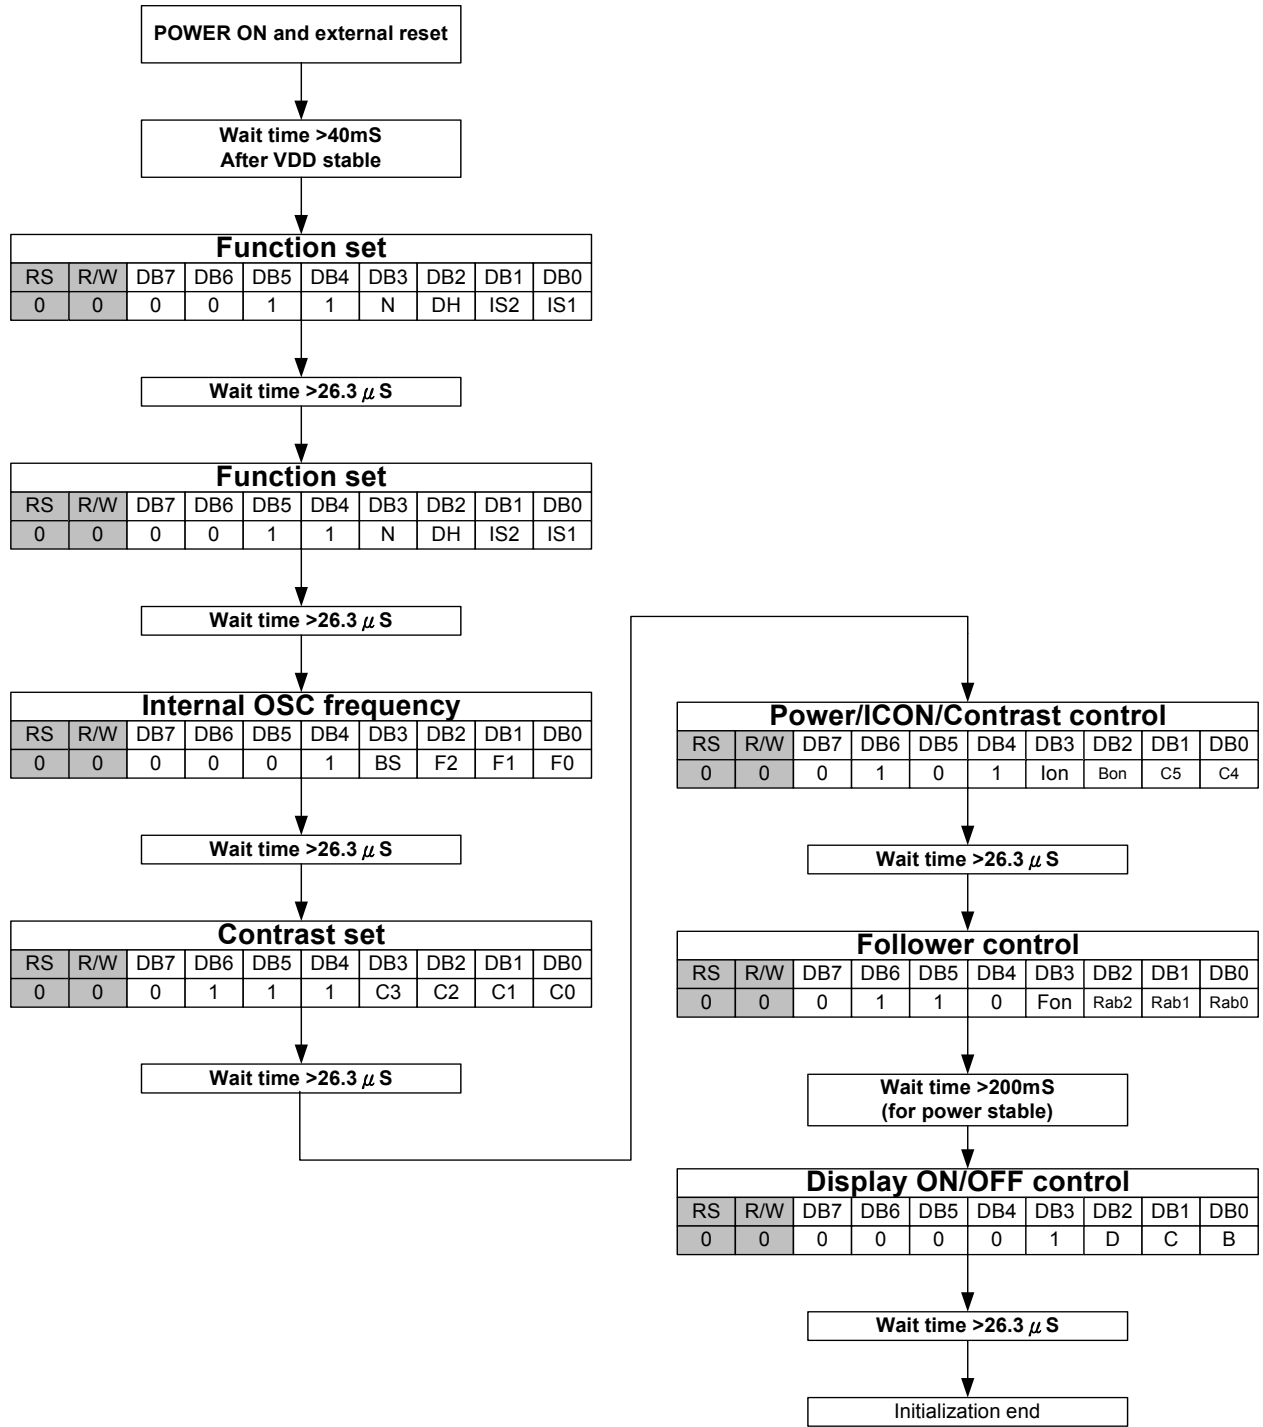 POWER ON and external reset
Wait time >40mS
After VDD stable
Function set
RS R/W DB7 DB6 DB5 DB4 DB3 DB2 DB1 DB0
0 0 0 0 1 1 N DH IS2 IS1
Wait time >26.3 μ S
Function set
RS R/W DB7 DB6 DB5 DB4 DB3 DB2 DB1 DB0
0 0 0 0 1 1 N DH IS2 IS1
Wait time >26.3 μ S
Internal OSC frequency
RS R/W DB7 DB6 DB5 DB4 DB3 DB2 DB1 DB0
0 0 0 0 0 1 BS F2 F1 F0
Wait time >26.3 μ S
Contrast set
RS R/W DB7 DB6 DB5 DB4 DB3 DB2 DB1 DB0
0 0 0 1 1 1 C3 C2 C1 C0
Wait time >26.3 μ S
Power/ICON/Contrast control
RS R/W DB7 DB6 DB5 DB4 DB3 DB2 DB1 DB0
0 0 0 1 0 1 Ion Bon C5 C4
Wait time >26.3 μ S
Follower control
RS R/W DB7 DB6 DB5 DB4 DB3 DB2 DB1 DB0
0 0 0 1 1 0 Fon Rab2 Rab1 Rab0
Wait time >200mS
(for power stable)
Display ON/OFF control
RS R/W DB7 DB6 DB5 DB4 DB3 DB2 DB1 DB0
0 0 0 0 0 0 1 D C B
Wait time >26.3 μ S
Initialization end